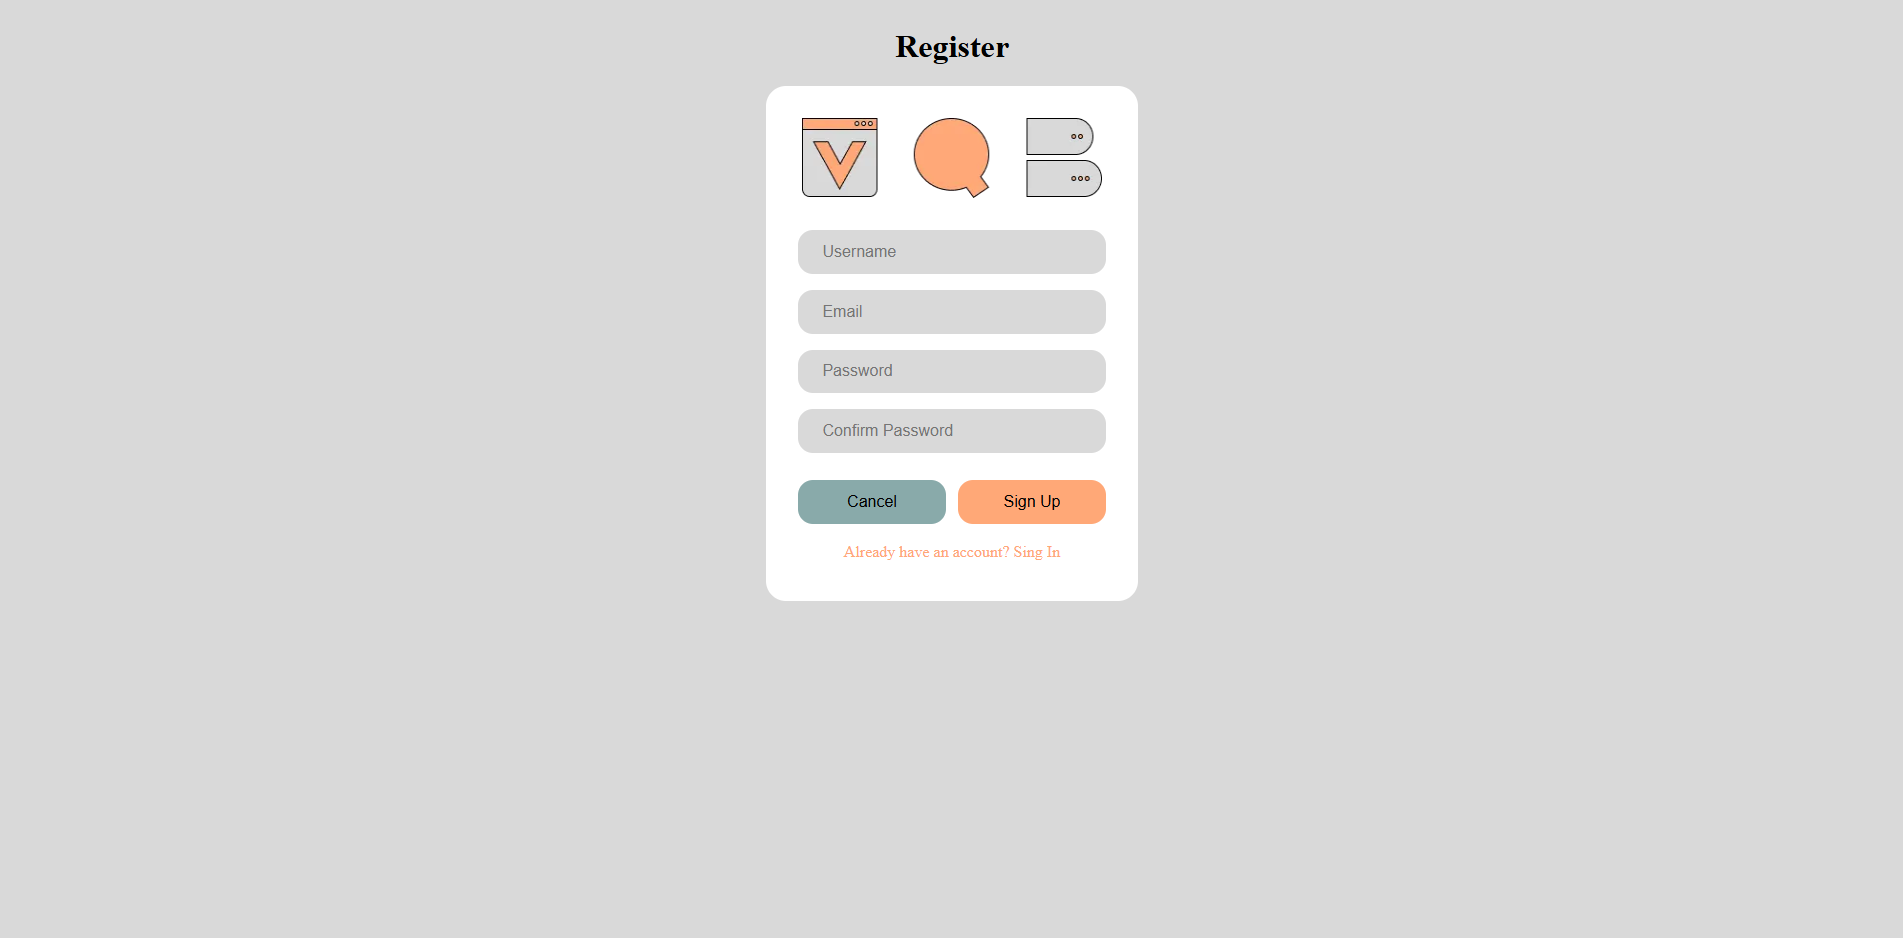 Register
V Q B
Username
Email
Password
Confirm Password
Cancel
Sign Up
Already have an account? Sing In